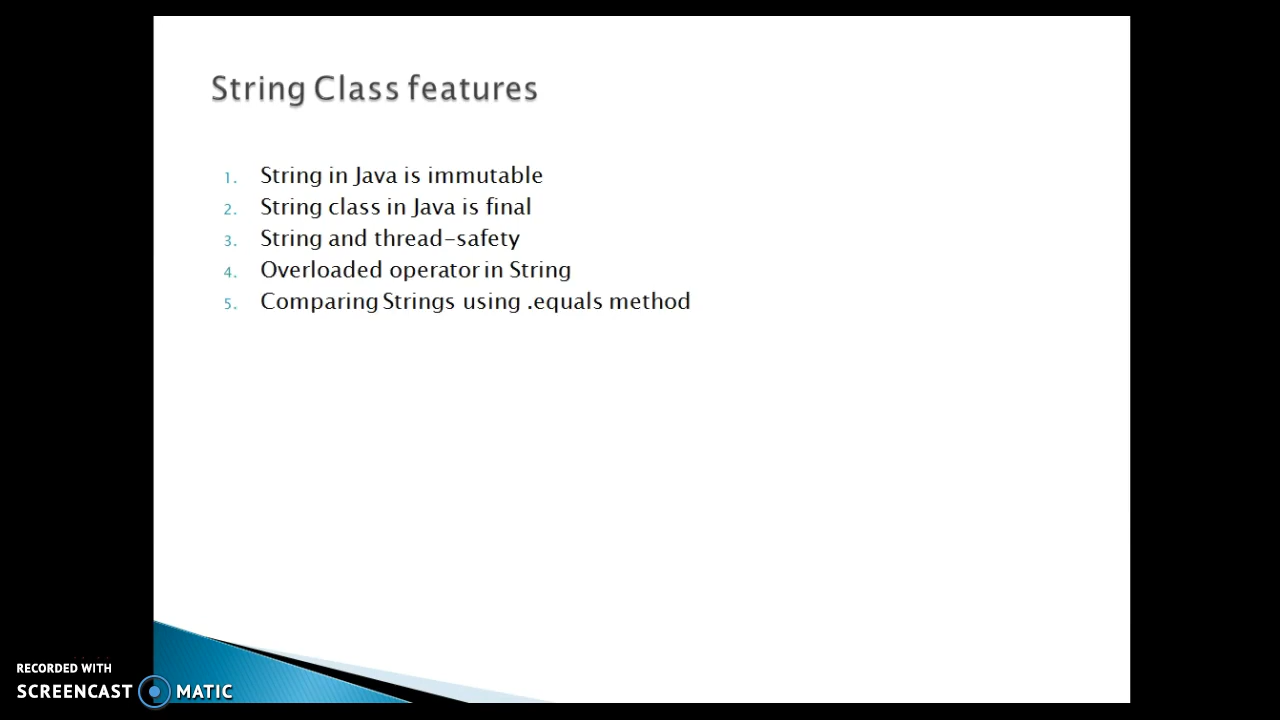 String Class features
1. String in Java is immutable
2. String class in Java is final
3. String and thread-safety
4. Overloaded operator in String
5. Comparing Strings using .equals method
RECORDED WITH
SCREENCAST MATIC